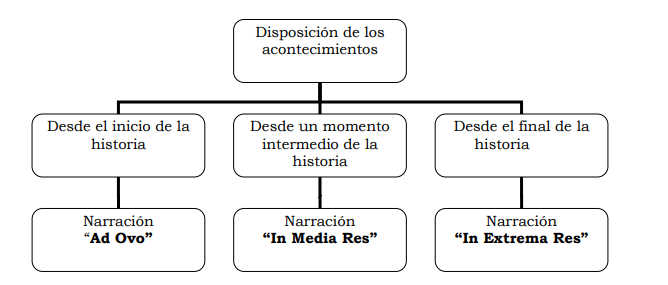 Disposición de los
acontecimientos
Desde el inicio de la
historia
Desde un momento
intermedio de la
historia
Desde el final de la
historia
Narración
“Ad Ovo”
Narración
“In Media Res”
Narración
“In Extrema Res”